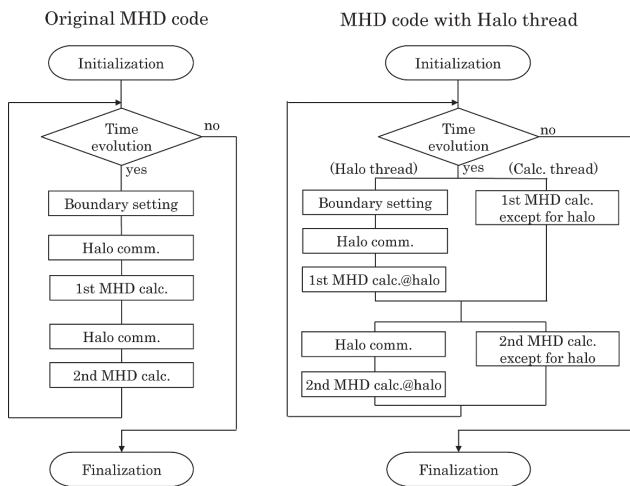 Original MHD code
Initialization
Time
evolution
no
yes
Boundary setting
Halo comm.
1st MHD calc.
Halo comm.
2nd MHD calc.
Finalization
MHD code with Halo thread
Initialization
Time
evolution
no
yes
(Halo thread)
(Calc. thread)
Boundary setting
Halo comm.
1st MHD calc.@halo
1st MHD calc.
except for halo
Halo comm.
2nd MHD calc.@halo
2nd MHD calc.
except for halo
Finalization